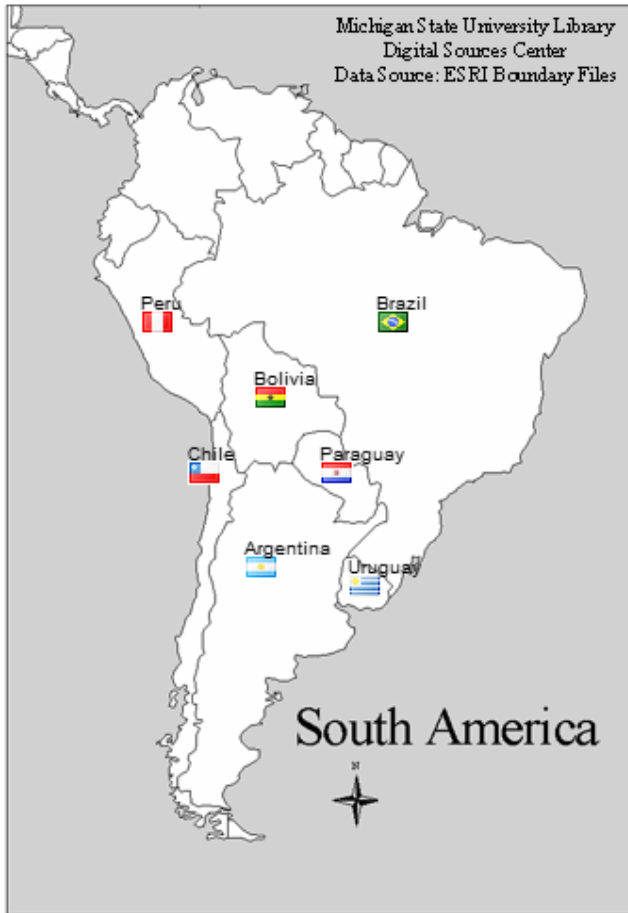 Michigan State University Library
Digital Sources Center
Data Source: ESRI Boundary Files
Peru
Brazil
Bolivia
Chile
Paraguay
Argentina
Uruguay
South America
N